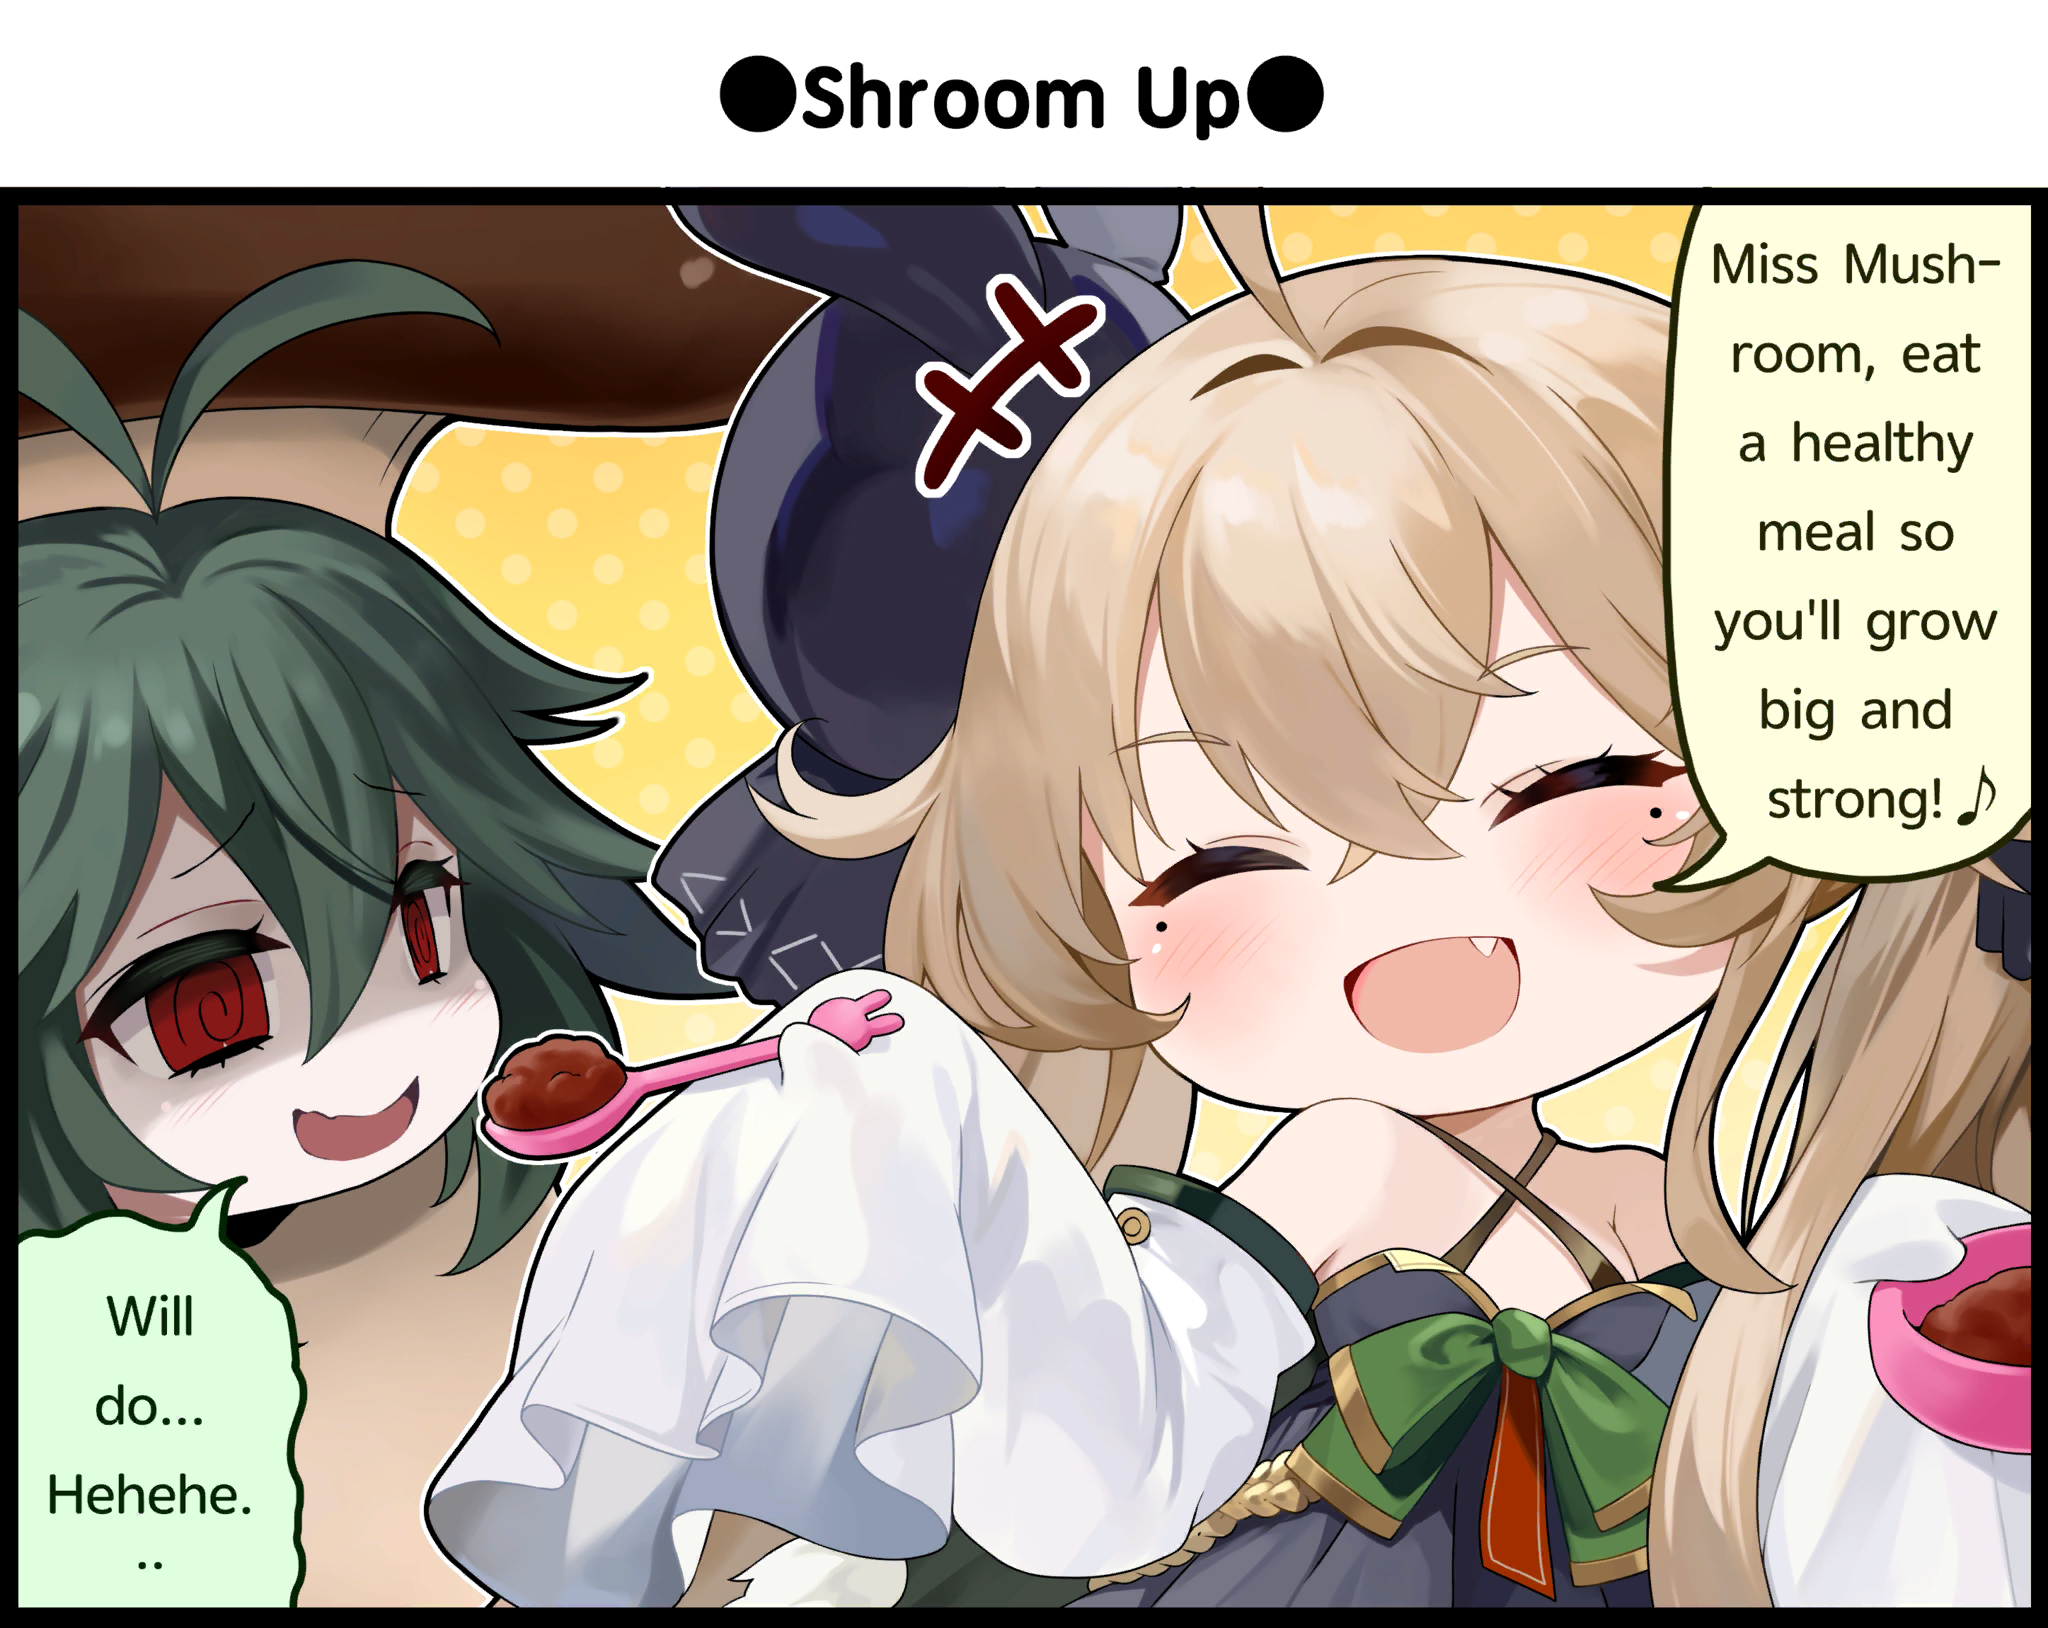 ●Shroom Up●
Miss Mush-
room, eat
a healthy
meal so
you'll grow
big and
strong!♪
Will
do...
Hehehe.
..